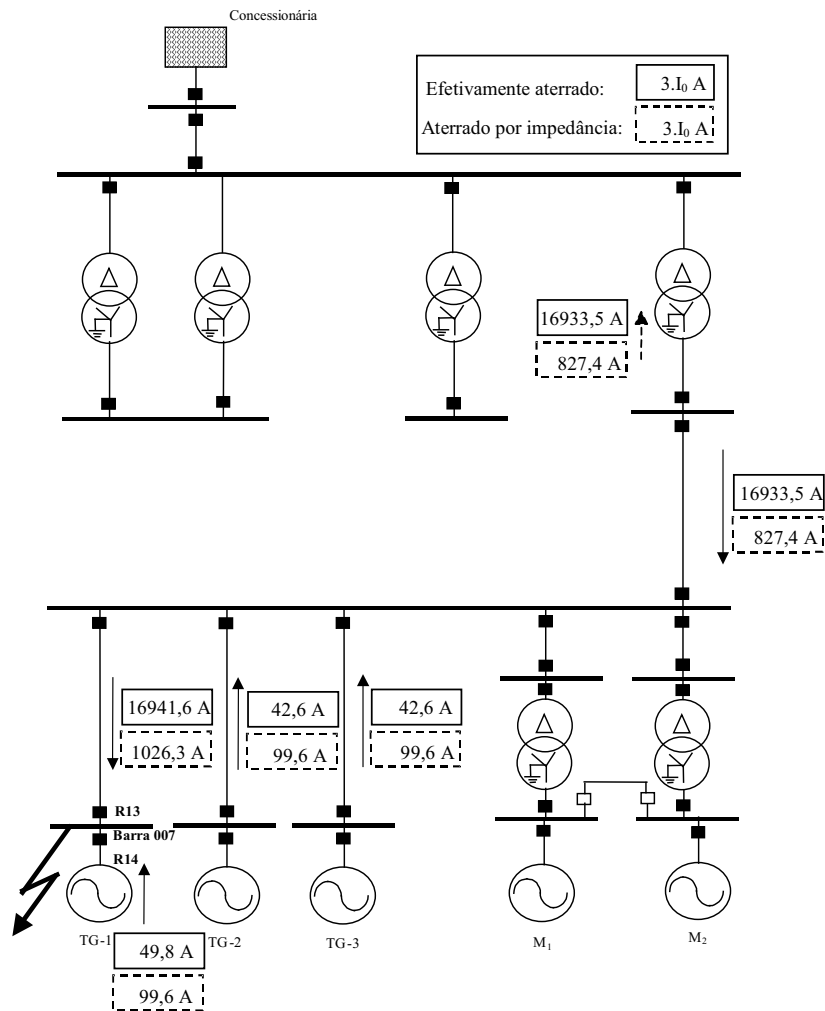 Concessionária
Efetivamente aterrado: 3.I₀ A
Aterrado por impedância: 3.I₀ A
16933,5 A
827,4 A
16933,5 A
827,4 A
16941,6 A
1026,3 A
42,6 A
99,6 A
42,6 A
99,6 A
R13
Barra 007
R14
TG-1
TG-2
TG-3
M₁
M₂
49,8 A
99,6 A